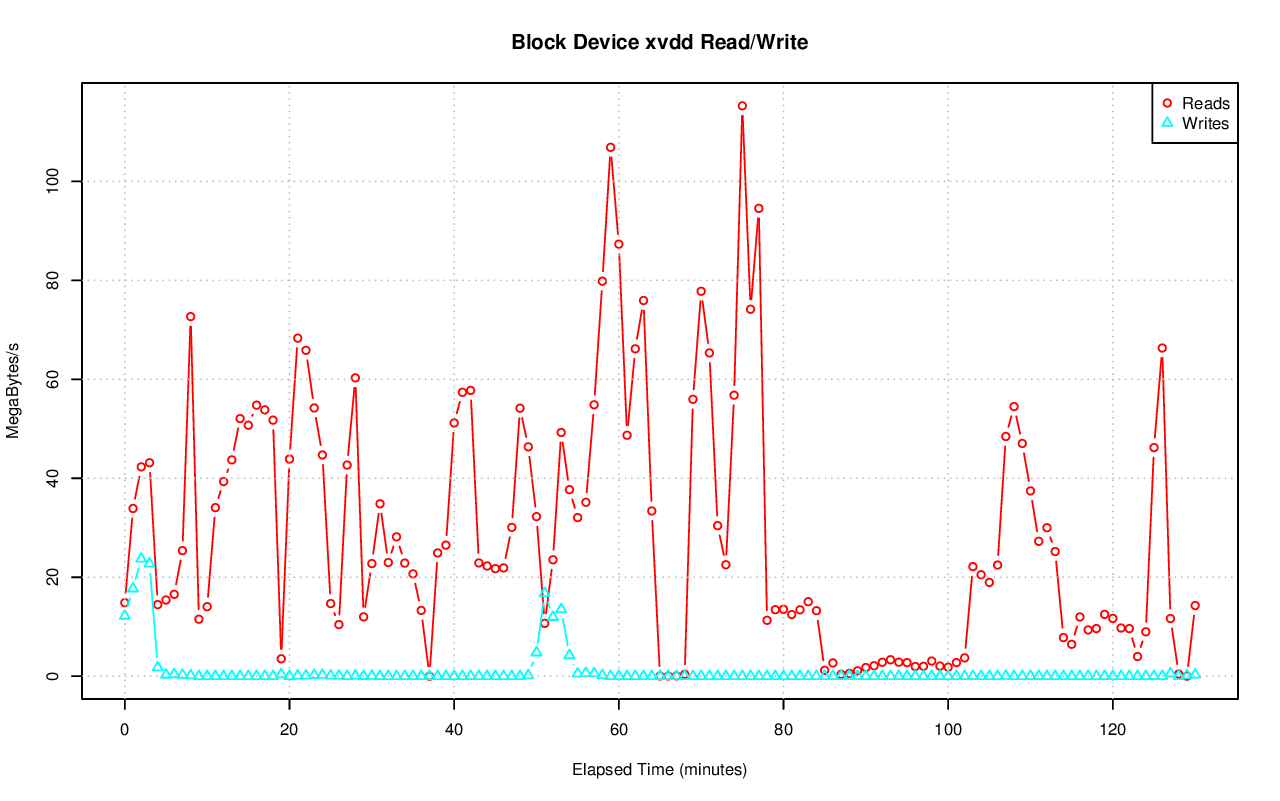 Block Device xvdd Read/Write
Reads
Writes
MegaBytes/s
100
80
60
40
20
0
0 20 40 60 80 100 120
Elapsed Time (minutes)